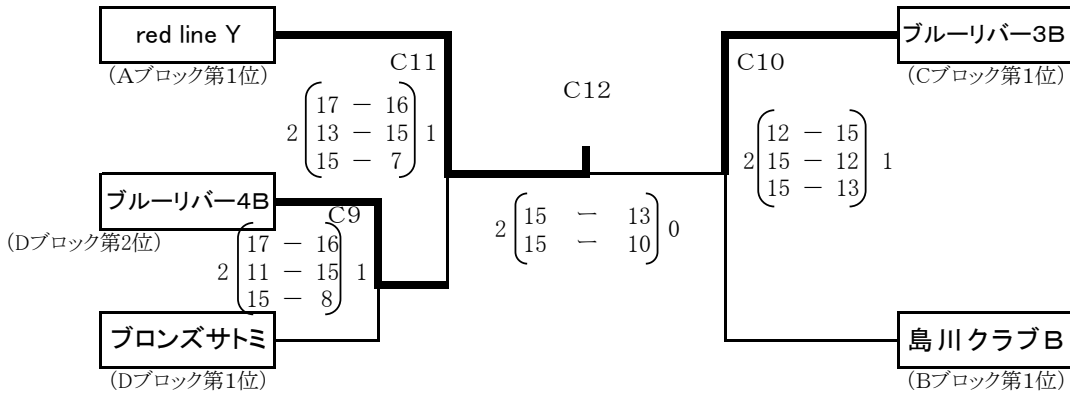 red line Y
(Aブロック第1位)
C11
2 17 － 16 1
13 － 15
15 － 7
ブルーリバー4B
(Dブロック第2位)
C9
2 17 － 16 1
11 － 15
15 － 8
ブロンズサトミ
(Dブロック第1位)
C12
2 15 － 13 0
15 － 10
ブルーリバー3B
(Cブロック第1位)
C10
2 12 － 15 1
15 － 12
15 － 13
島川クラブB
(Bブロック第1位)